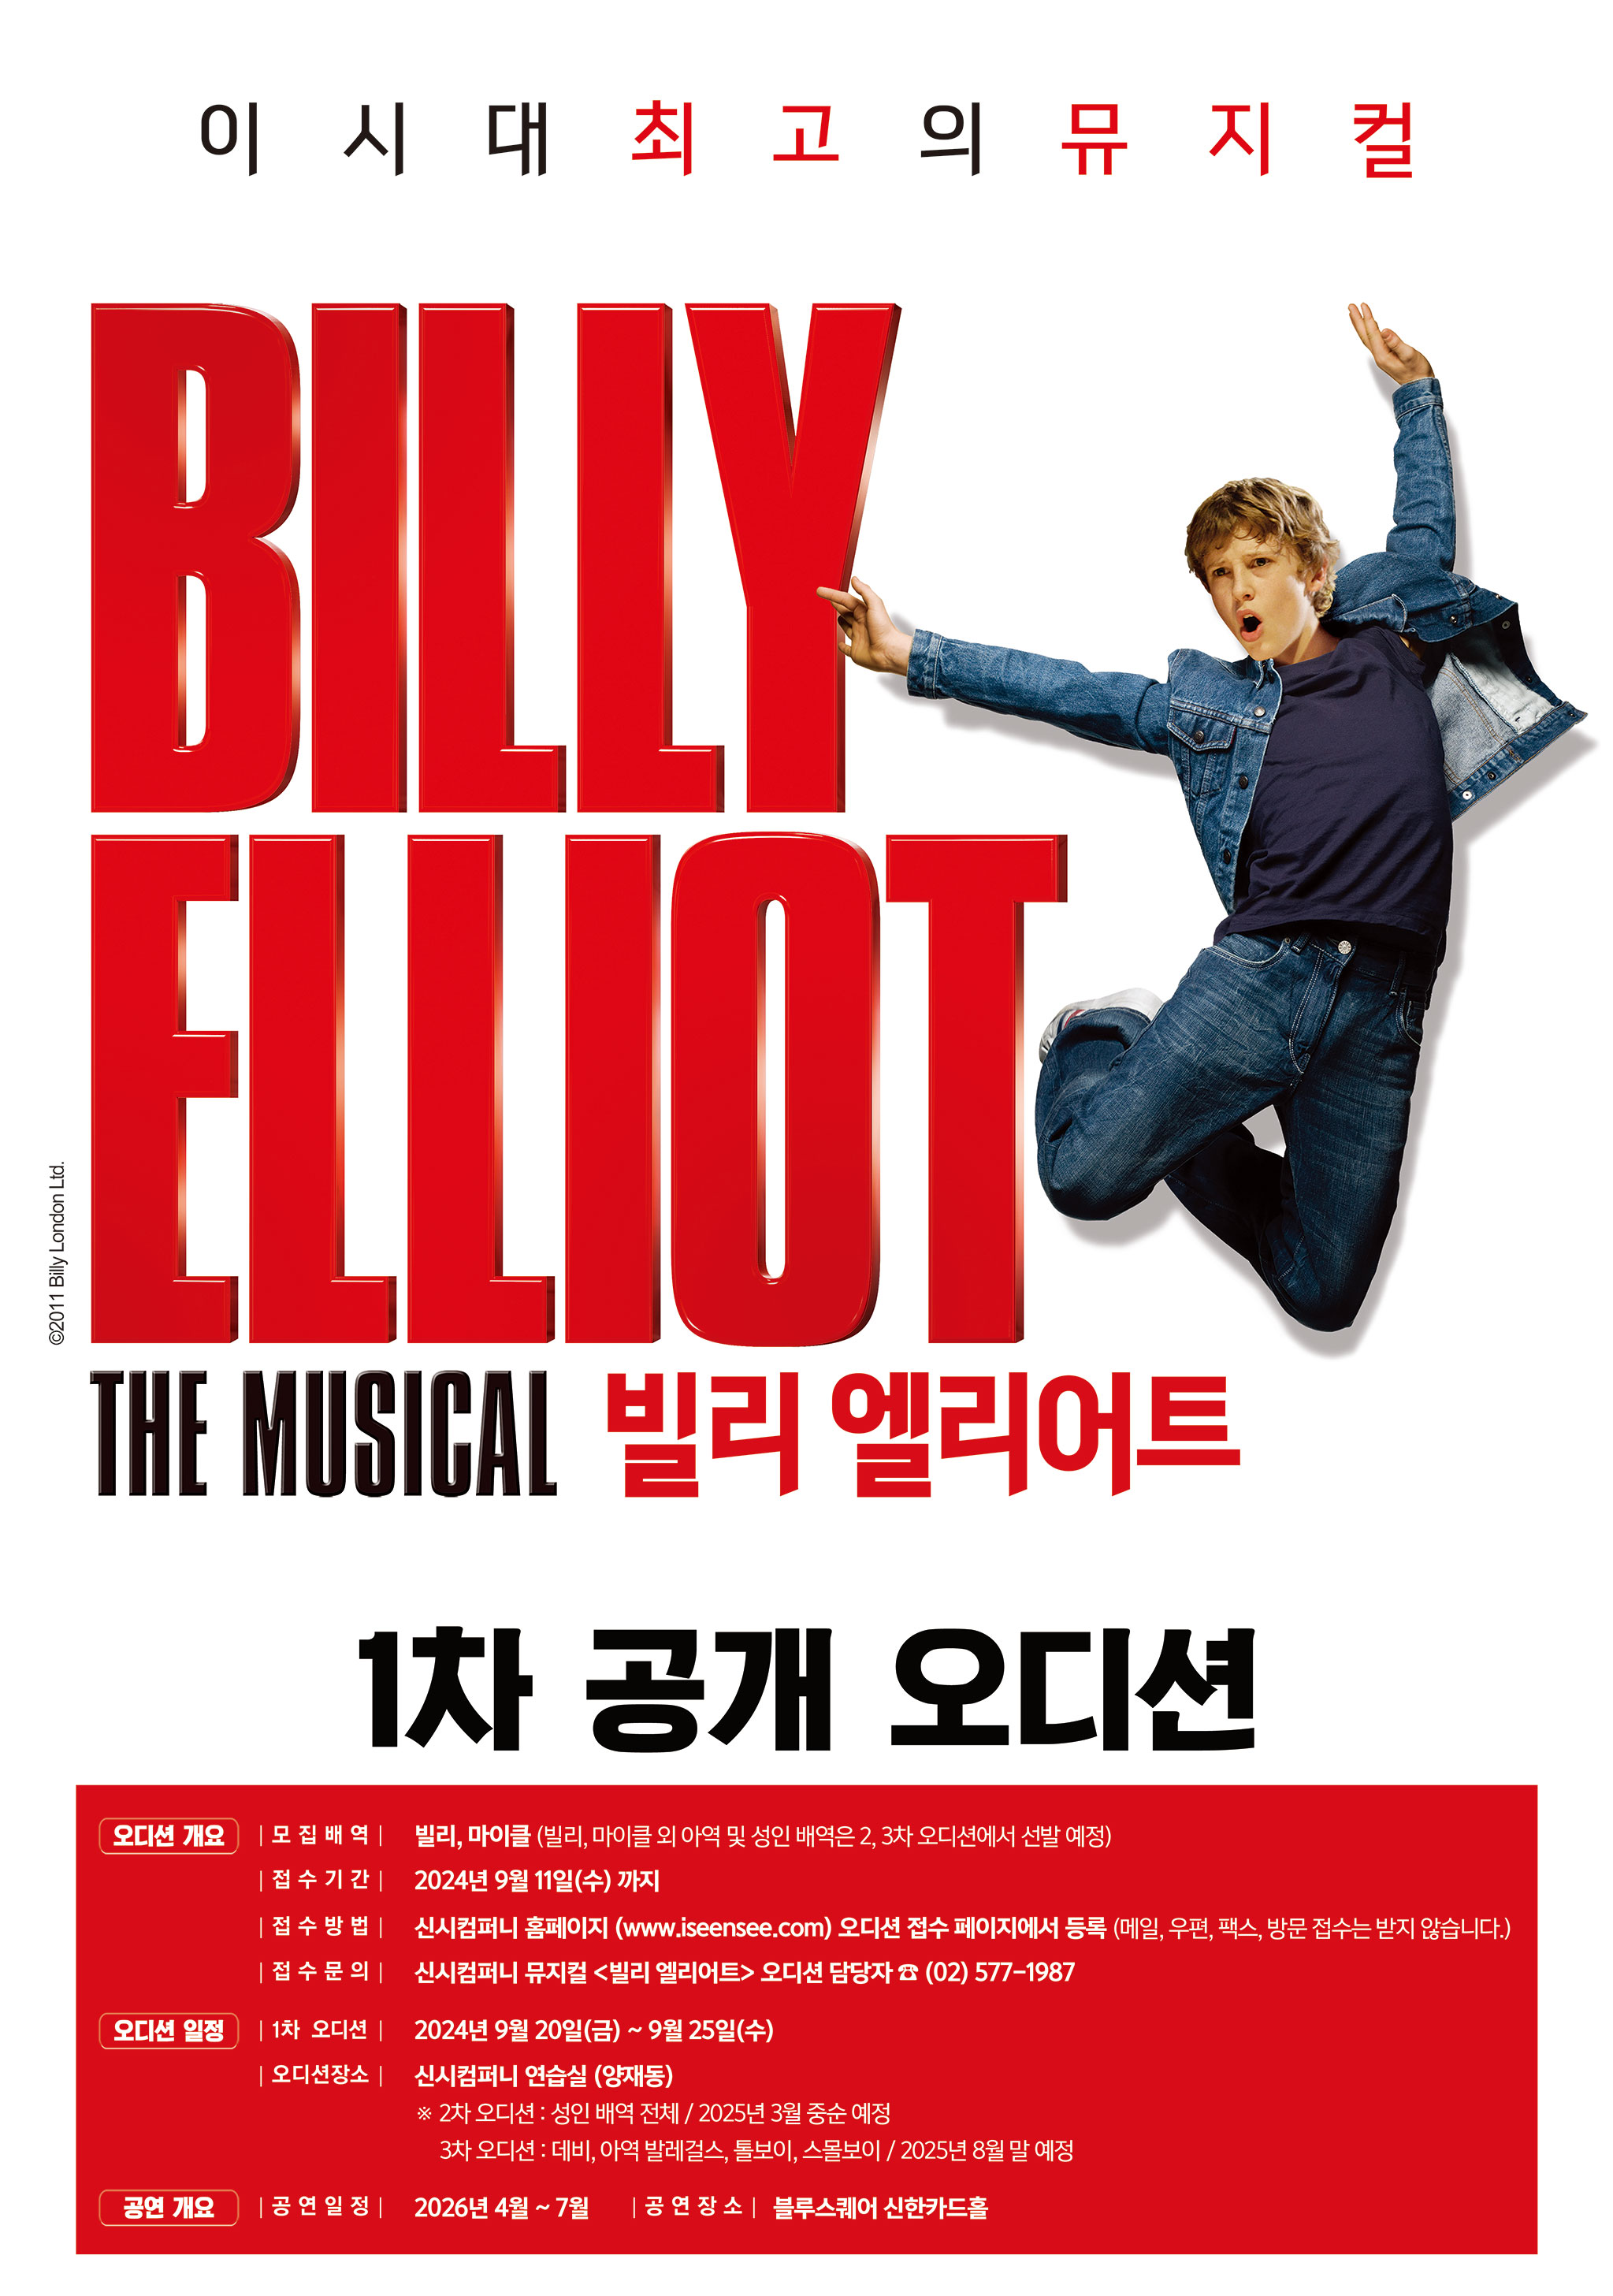 이 시 대 최 고 의 뮤 지 컬
BILLY
ELLIOT
©2011 Billy London Ltd.
THE MUSICAL 빌리 엘리어트
1차 공개 오디션
오디션 개요 | 모 집 배 역 | 빌리, 마이클 (빌리, 마이클 외 아역 및 성인 배역은 2, 3차 오디션에서 선발 예정)
| 접 수 기 간 | 2024년 9월 11일(수) 까지
| 접 수 방 법 | 신시컴퍼니 홈페이지 (www.iseensee.com) 오디션 접수 페이지에서 등록 (메일, 우편, 팩스, 방문 접수는 받지 않습니다.)
| 접 수 문 의 | 신시컴퍼니 뮤지컬 <빌리 엘리어트> 오디션 담당자 ☎ (02) 577-1987
오디션 일정 | 1차 오디션 | 2024년 9월 20일(금) ~ 9월 25일(수)
| 오디션장소 | 신시컴퍼니 연습실 (양재동)
※ 2차 오디션 : 성인 배역 전체 / 2025년 3월 중순 예정
3차 오디션 : 데비, 아역 발레걸스, 톨보이, 스몰보이 / 2025년 8월 말 예정
공연 개요 | 공 연 일 정 | 2026년 4월 ~ 7월 | 공 연 장 소 | 블루스퀘어 신한카드홀